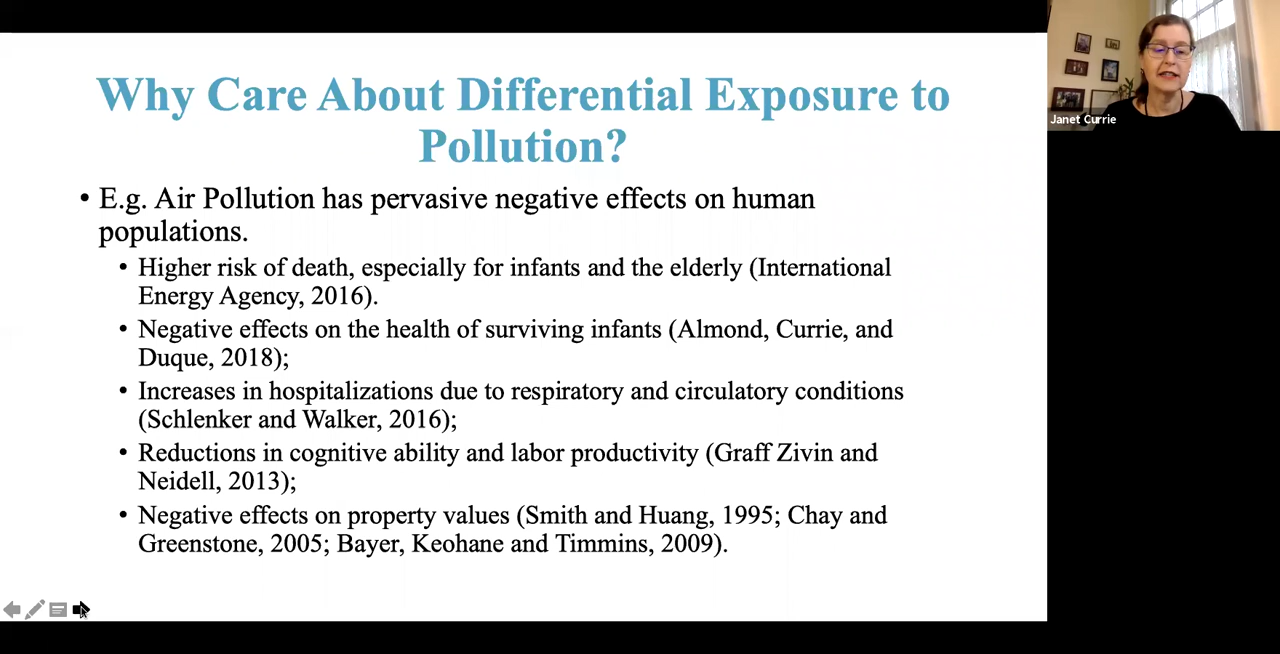 Why Care About Differential Exposure to
Pollution?
• E.g. Air Pollution has pervasive negative effects on human
populations.
• Higher risk of death, especially for infants and the elderly (International
Energy Agency, 2016).
• Negative effects on the health of surviving infants (Almond, Currie, and
Duque, 2018);
• Increases in hospitalizations due to respiratory and circulatory conditions
(Schlenker and Walker, 2016);
• Reductions in cognitive ability and labor productivity (Graff Zivin and
Neidell, 2013);
• Negative effects on property values (Smith and Huang, 1995; Chay and
Greenstone, 2005; Bayer, Keohane and Timmins, 2009).
Janet Currie